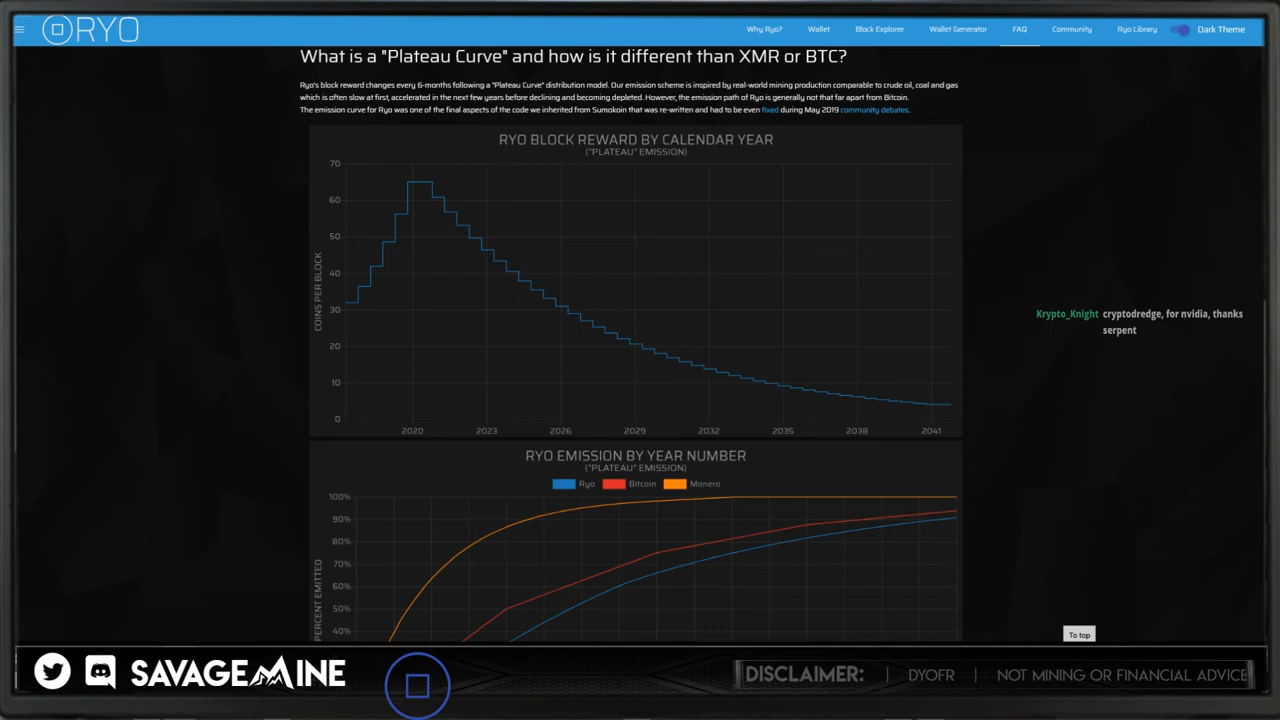 RYO
Why Ryo?
Wallet
Block Explorer
Wallet Generator
FAQ
Community
Ryo Library
Dark Theme
What is a "Plateau Curve" and how is it different than XMR or BTC?
Ryo's block reward changes every 6-months following a "Plateau Curve" distribution model. Our emission scheme is inspired by real-world mining production comparable to crude oil, coal and gas
which is often slow at first, accelerated in the next few years before declining and becoming depleted. However, the emission path of Ryo is generally not that far apart from Bitcoin.
The emission curve for Ryo was one of the final aspects of the code we inherited from Sumokoin that was re-written and had to be even fixed during May 2019 community debates.
RYO BLOCK REWARD BY CALENDAR YEAR
("PLATEAU" EMISSION)
COINS PER BLOCK
70
60
50
40
30
20
10
0
2020
2023
2026
2029
2032
2035
2038
2041
RYO EMISSION BY YEAR NUMBER
("PLATEAU" EMISSION)
Ryo
Bitcoin
Monero
PERCENT EMITTED
100%
90%
80%
70%
60%
50%
40%
Krypto_Knight cryptodredge, for nvidia, thanks
serpent
To top
SAVAGEMINE
DISCLAIMER: | DYOFR | NOT MINING OR FINANCIAL ADVICE